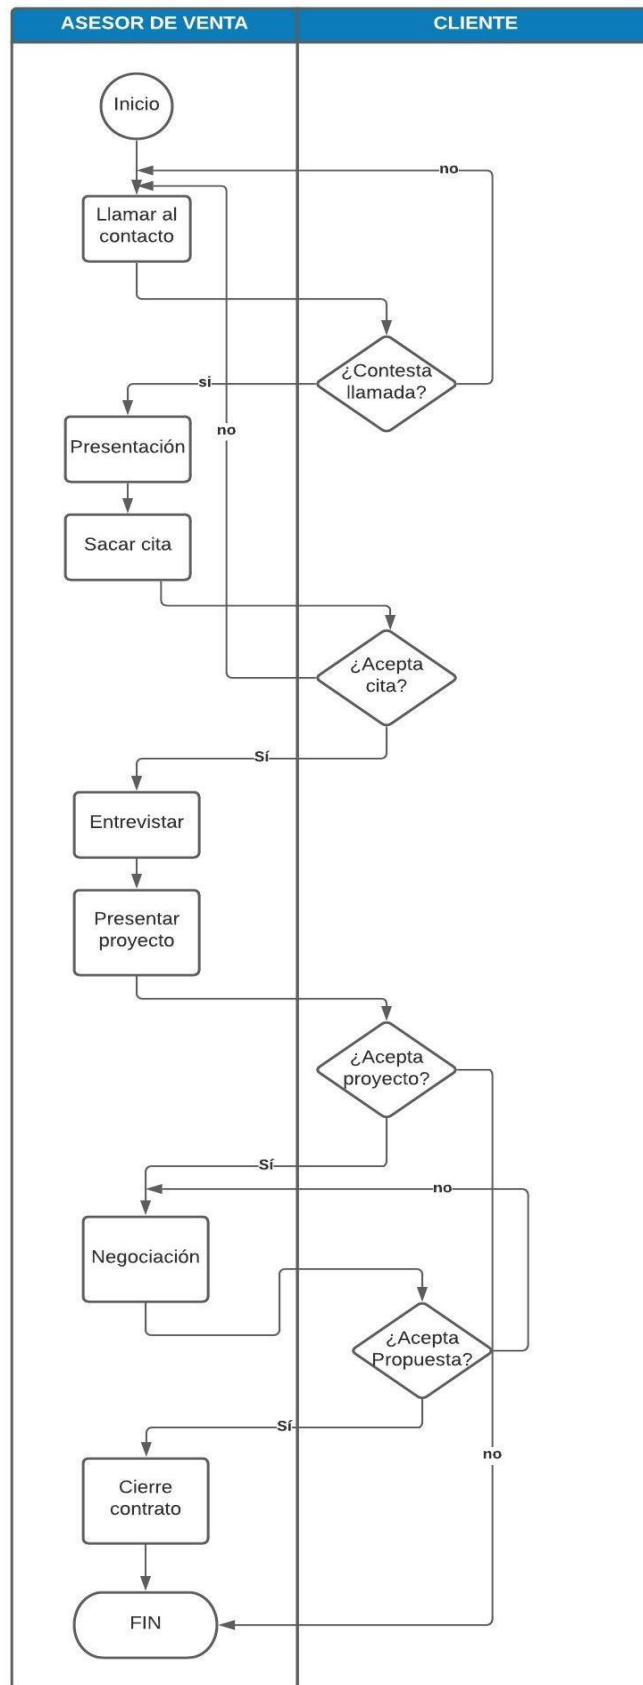 ASESOR DE VENTA
CLIENTE
Inicio
no
Llamar al
contacto
¿Contesta
llamada?
si
no
Presentación
Sacar cita
¿Acepta
cita?
Sí
Entrevistar
Presentar
proyecto
¿Acepta
proyecto?
Sí
no
Negociación
¿Acepta
Propuesta?
Sí
no
Cierre
contrato
FIN